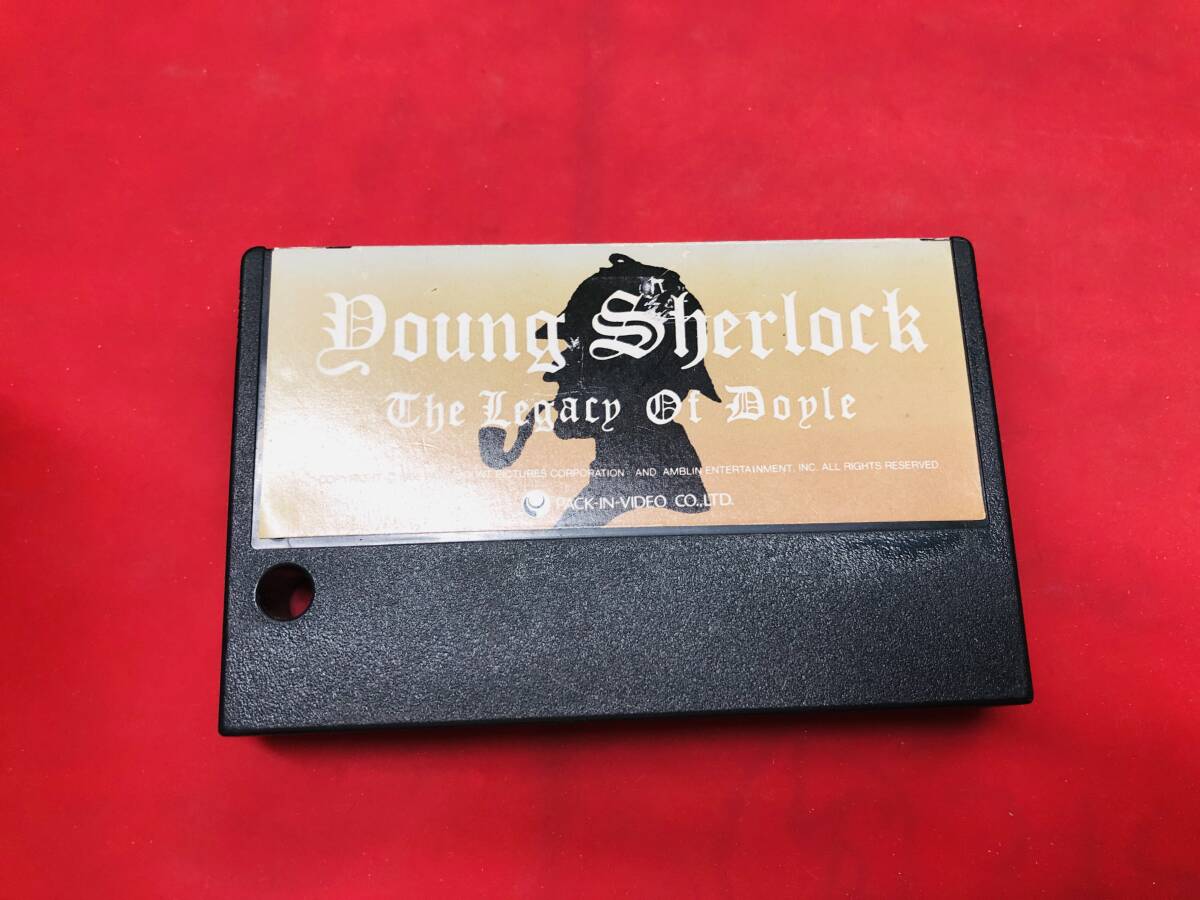 Young Sherlock
The Legacy Of Doyle
COPYRIGHT © PICTURES CORPORATION AND AMBLIN ENTERTAINMENT, INC. ALL RIGHTS RESERVED.
PACK-IN-VIDEO CO.,LTD.